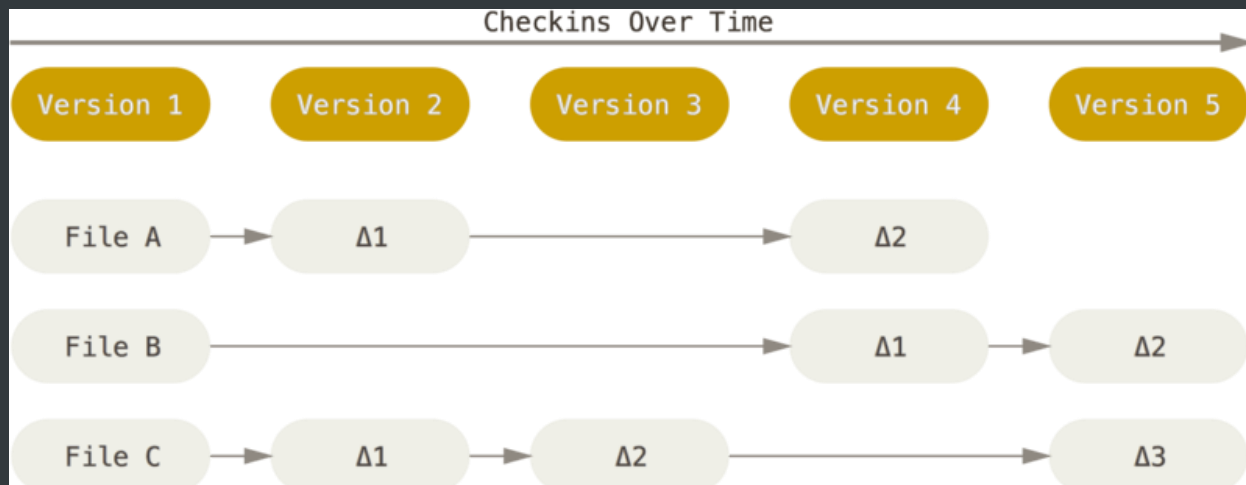 Checkins Over Time
Version 1 Version 2 Version 3 Version 4 Version 5
File A Δ1 Δ2
File B Δ1 Δ2
File C Δ1 Δ2 Δ3